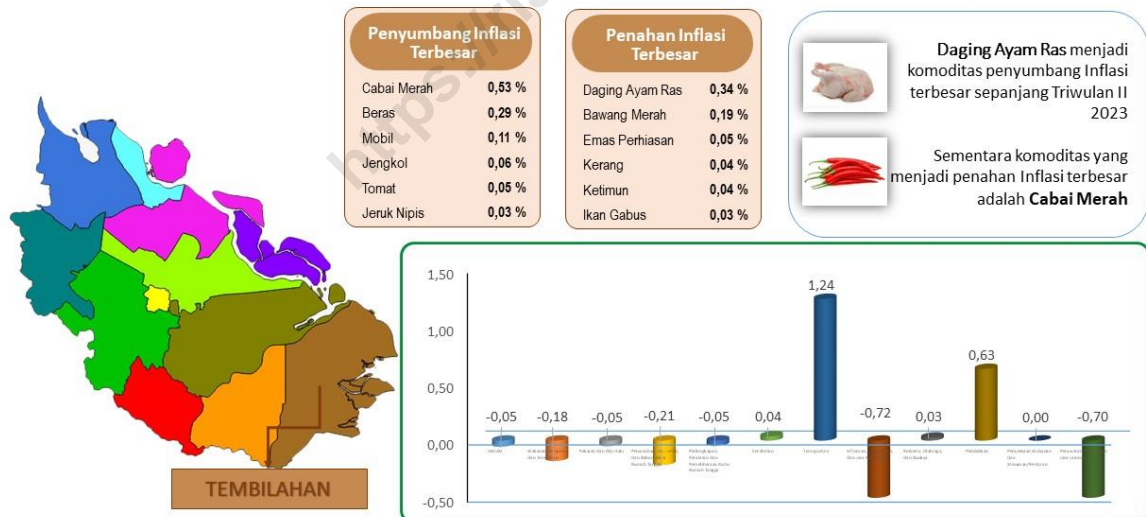 Penyumbang Inflasi
Terbesar
Cabai Merah 0,53 %
Beras 0,29 %
Mobil 0,11 %
Jengkol 0,06 %
Tomat 0,05 %
Jeruk Nipis 0,03 %
Penahan Inflasi
Terbesar
Daging Ayam Ras 0,34 %
Bawang Merah 0,19 %
Emas Perhiasan 0,05 %
Kerang 0,04 %
Ketimun 0,04 %
Ikan Gabus 0,03 %
Daging Ayam Ras menjadi
komoditas penyumbang Inflasi
terbesar sepanjang Triwulan II
2023
Sementara komoditas yang
menjadi penahan Inflasi terbesar
adalah Cabai Merah
https://
TEMBILAHAN
1,50
1,00
0,50
0,00
-0,50
-0,05 -0,18 -0,05 -0,21 -0,05 0,04 1,24 -0,72 0,03 0,63 0,00 -0,70
Kesehatan
Transportasi
Pendidikan